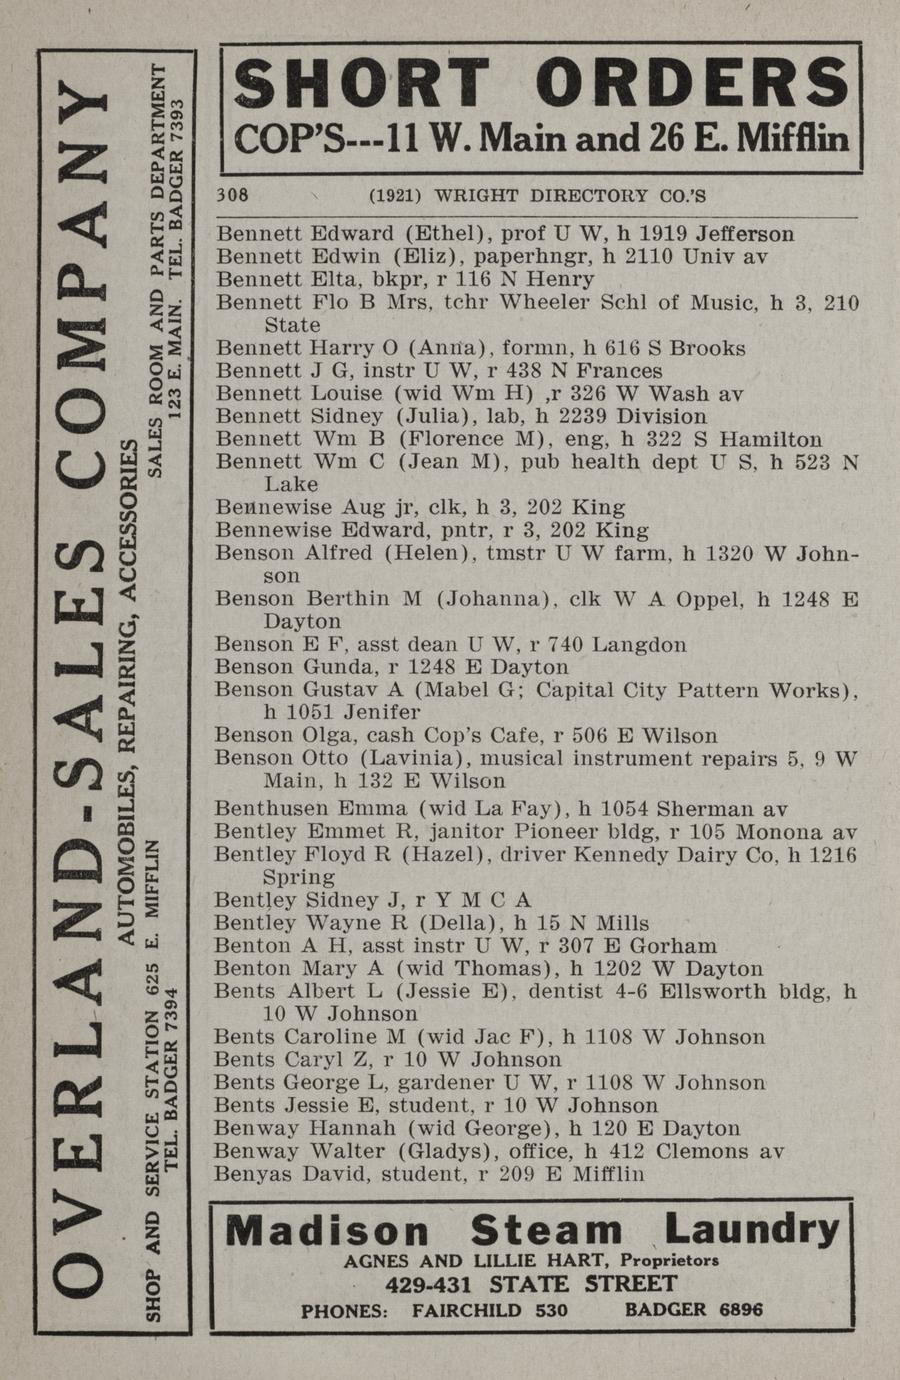 SHORT ORDERS
COP'S---11 W. Main and 26 E. Mifflin
308 (1921) WRIGHT DIRECTORY CO.'S
Bennett Edward (Ethel), prof U W, h 1919 Jefferson
Bennett Edwin (Eliz), paperhngr, h 2110 Univ av
Bennett Elta, bkpr, r 116 N Henry
Bennett Flo B Mrs, tchr Wheeler Schl of Music, h 3, 210
State
Bennett Harry O (Anna), formn, h 616 S Brooks
Bennett J G, instr U W, r 438 N Frances
Bennett Louise (wid Wm H) ,r 326 W Wash av
Bennett Sidney (Julia), lab, h 2239 Division
Bennett Wm B (Florence M), eng, h 322 S Hamilton
Bennett Wm C (Jean M), pub health dept U S, h 523 N
Lake
Bennewise Aug jr, clk, h 3, 202 King
Bennewise Edward, pntr, r 3, 202 King
Benson Alfred (Helen), tmstr U W farm, h 1320 W John-
son
Benson Berthin M (Johanna), clk W A Oppel, h 1248 E
Dayton
Benson E F, asst dean U W, r 740 Langdon
Benson Gunda, r 1248 E Dayton
Benson Gustav A (Mabel G; Capital City Pattern Works),
h 1051 Jenifer
Benson Olga, cash Cop's Cafe, r 506 E Wilson
Benson Otto (Lavinia), musical instrument repairs 5, 9 W
Main, h 132 E Wilson
Benthusen Emma (wid La Fay), h 1054 Sherman av
Bentley Emmet R, janitor Pioneer bldg, r 105 Monona av
Bentley Floyd R (Hazel), driver Kennedy Dairy Co, h 1216
Spring
Bentley Sidney J, r Y M C A
Bentley Wayne R (Della), h 15 N Mills
Benton A H, asst instr U W, r 307 E Gorham
Benton Mary A (wid Thomas), h 1202 W Dayton
Bents Albert L (Jessie E), dentist 4-6 Ellsworth bldg, h
10 W Johnson
Bents Caroline M (wid Jac F), h 1108 W Johnson
Bents Caryl Z, r 10 W Johnson
Bents George L, gardener U W, r 1108 W Johnson
Bents Jessie E, student, r 10 W Johnson
Benway Hannah (wid George), h 120 E Dayton
Benway Walter (Gladys), office, h 412 Clemons av
Benyas David, student, r 209 E Mifflin
Madison Steam Laundry
AGNES AND LILLIE HART, Proprietors
429-431 STATE STREET
PHONES: FAIRCHILD 530 BADGER 6896
OVERLAND-SALES COMPANY
AUTOMOBILES, REPAIRING, ACCESSORIES
SHOP AND SERVICE STATION 625 E. MIFFLIN
TEL. BADGER 7394
SALES ROOM AND PARTS DEPARTMENT
123 E. MAIN. TEL. BADGER 7393